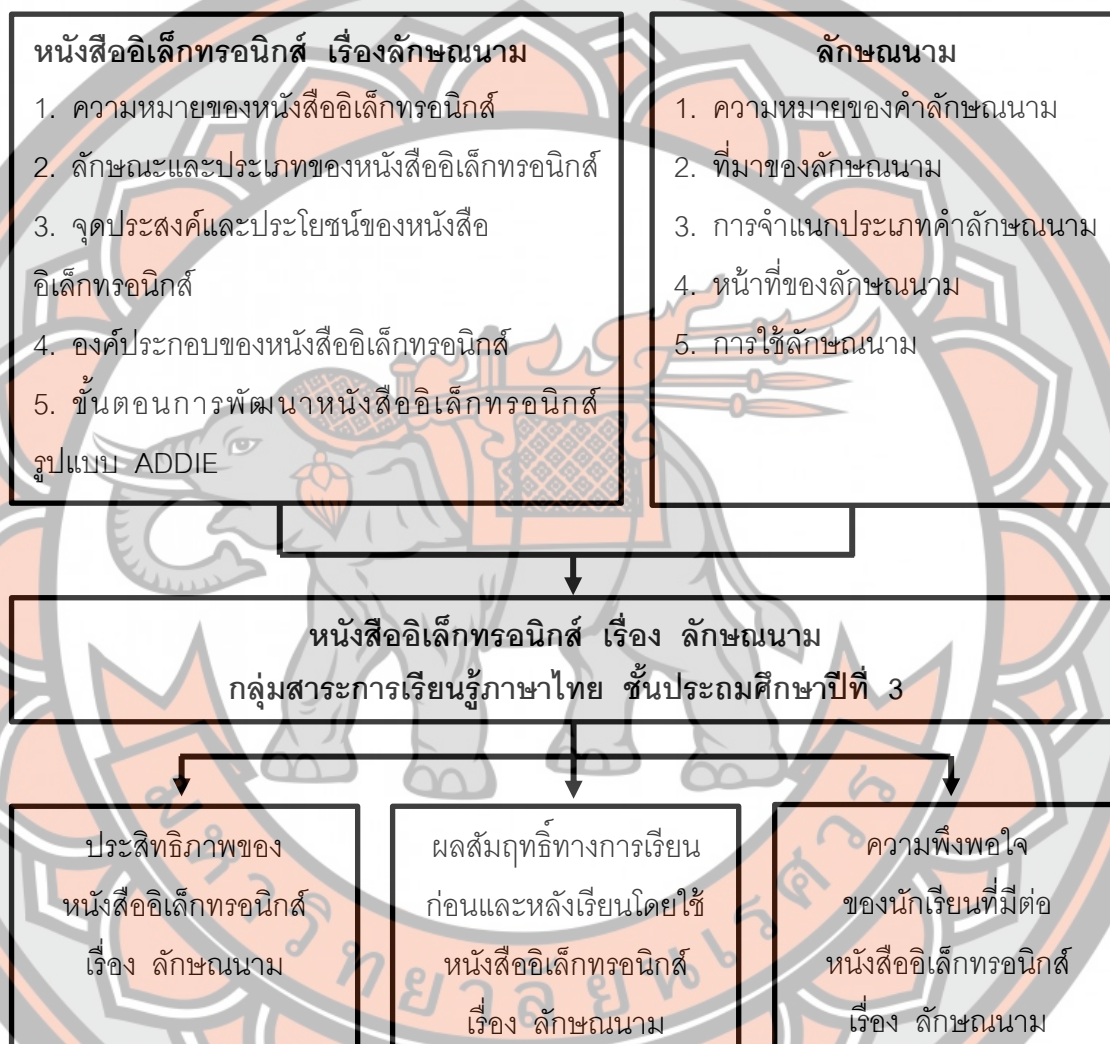 หนังสืออิเล็กทรอนิกส์ เรื่องลักษณนาม
1. ความหมายของหนังสืออิเล็กทรอนิกส์
2. ลักษณะและประเภทของหนังสืออิเล็กทรอนิกส์
3. จุดประสงค์และประโยชน์ของหนังสือ
อิเล็กทรอนิกส์
4. องค์ประกอบของหนังสืออิเล็กทรอนิกส์
5. ขั้นตอนการพัฒนาหนังสืออิเล็กทรอนิกส์
รูปแบบ ADDIE
ลักษณนาม
1. ความหมายของคำลักษณนาม
2. ที่มาของลักษณนาม
3. การจำแนกประเภทคำลักษณนาม
4. หน้าที่ของลักษณนาม
5. การใช้ลักษณนาม
หนังสืออิเล็กทรอนิกส์ เรื่อง ลักษณนาม
กลุ่มสาระการเรียนรู้ภาษาไทย ชั้นประถมศึกษาปีที่ 3
ประสิทธิภาพของ
หนังสืออิเล็กทรอนิกส์
เรื่อง ลักษณนาม
ผลสัมฤทธิ์ทางการเรียน
ก่อนและหลังเรียนโดยใช้
หนังสืออิเล็กทรอนิกส์
เรื่อง ลักษณนาม
ความพึงพอใจ
ของนักเรียนที่มีต่อ
หนังสืออิเล็กทรอนิกส์
เรื่อง ลักษณนาม
มหาวิทยาลัยนเรศวร